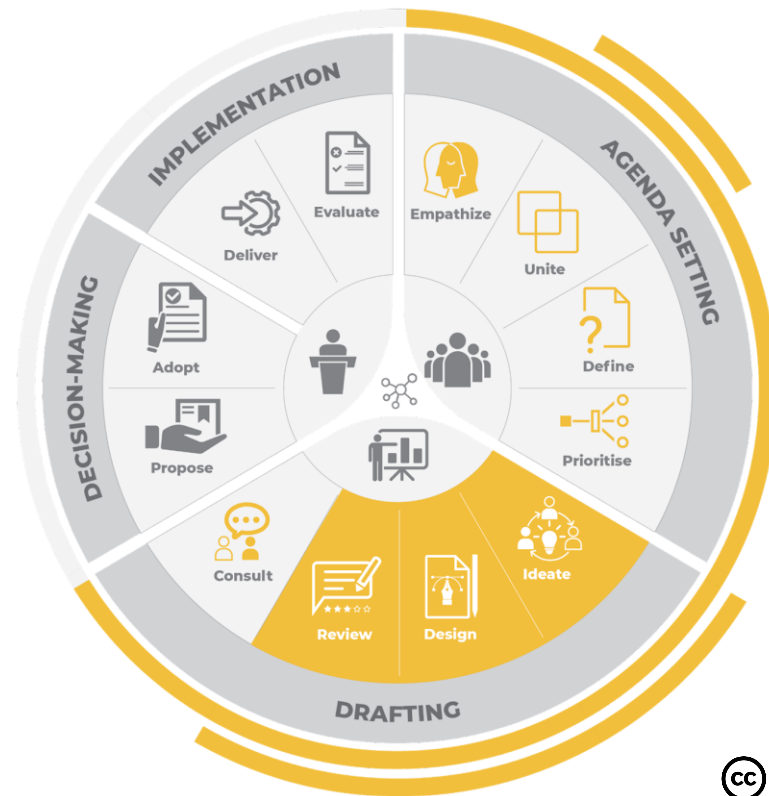 IMPLEMENTATION
AGENDA SETTING
DECISION-MAKING
DRAFTING
Evaluate
Empathize
Deliver
Unite
Adopt
Define
Propose
Prioritise
Consult
Ideate
Review
Design
?
cc